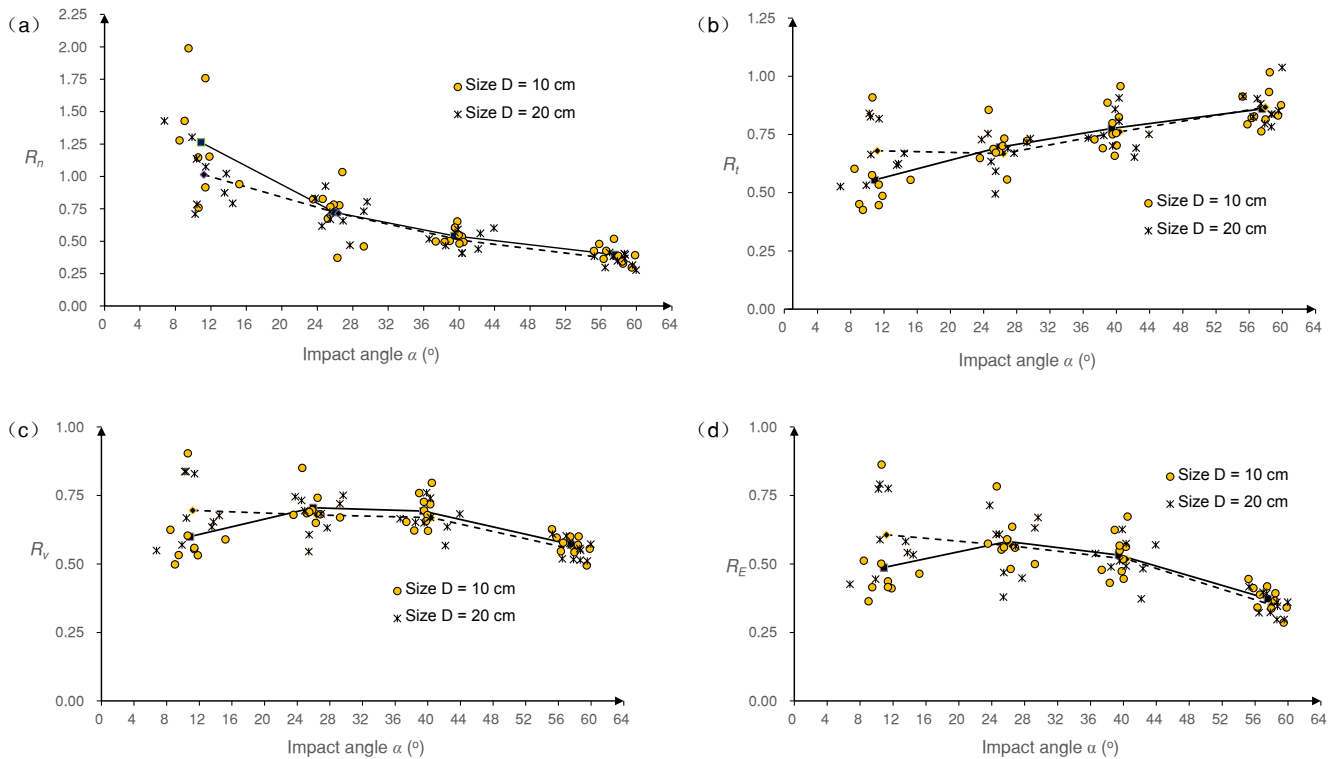 (a)
2.25
2.00
1.75
1.50
1.25
1.00
0.75
0.50
0.25
0.00
Rn
Size D = 10 cm
Size D = 20 cm
0 4 8 12 16 20 24 28 32 36 40 44 48 52 56 60 64
Impact angle α (o)
(b)
1.25
1.00
0.75
0.50
0.25
0.00
Rt
Size D = 10 cm
Size D = 20 cm
0 4 8 12 16 20 24 28 32 36 40 44 48 52 56 60 64
Impact angle α (o)
(c)
1.00
0.75
0.50
0.25
0.00
Rv
Size D = 10 cm
Size D = 20 cm
0 4 8 12 16 20 24 28 32 36 40 44 48 52 56 60 64
Impact angle α (o)
(d)
1.00
0.75
0.50
0.25
0.00
RE
Size D = 10 cm
Size D = 20 cm
0 4 8 12 16 20 24 28 32 36 40 44 48 52 56 60 64
Impact angle α (o)